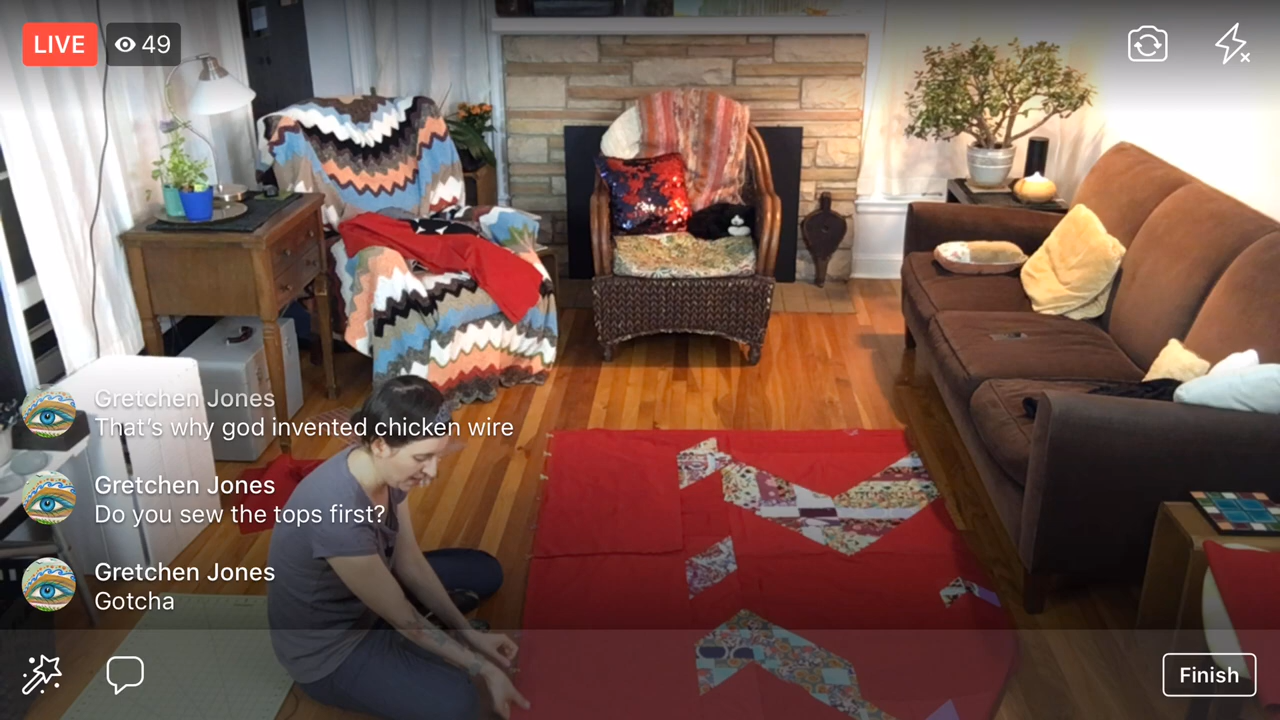 LIVE
49
Gretchen Jones
That's why god invented chicken wire
Gretchen Jones
Do you sew the tops first?
Gretchen Jones
Gotcha
Finish